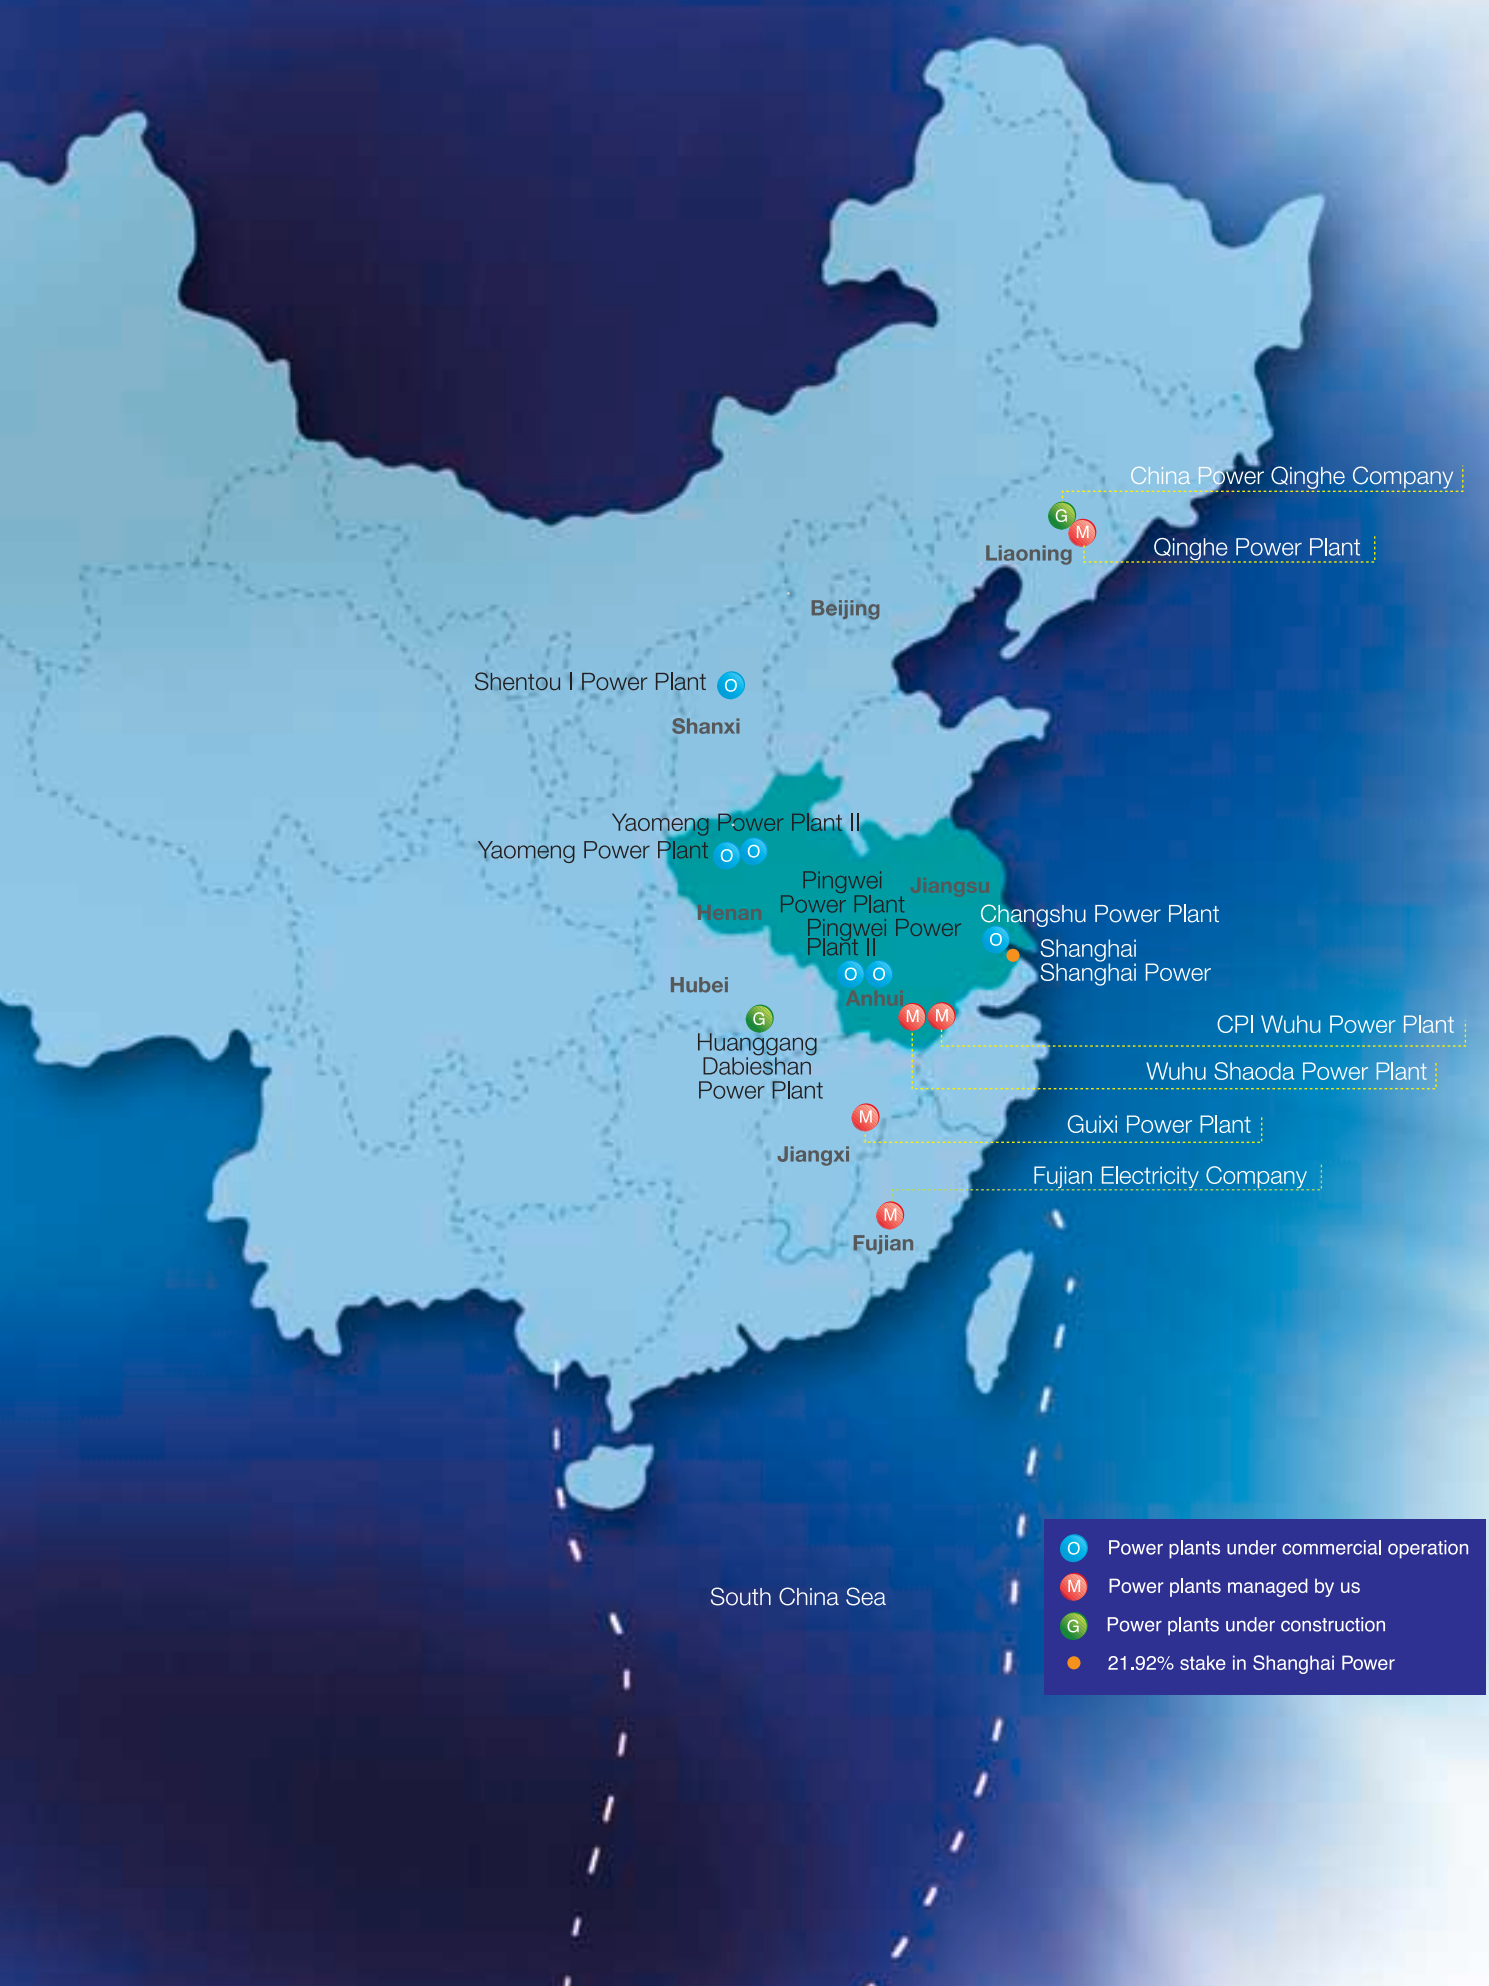 China Power Qinghe Company
G
M
Liaoning
Qinghe Power Plant
Beijing
Shentou I Power Plant
O
Shanxi
Yaomeng Power Plant II
Yaomeng Power Plant
O
O
Pingwei
Power Plant
Jiangsu
Henan
Pingwei Power
Plant II
Changshu Power Plant
O
Shanghai
Shanghai Power
O
O
Hubei
Anhui
G
M
M
CPI Wuhu Power Plant
Huanggang
Dabieshan
Power Plant
Wuhu Shaoda Power Plant
M
Guixi Power Plant
Jiangxi
Fujian Electricity Company
M
Fujian
South China Sea
O Power plants under commercial operation
M Power plants managed by us
G Power plants under construction
21.92% stake in Shanghai Power